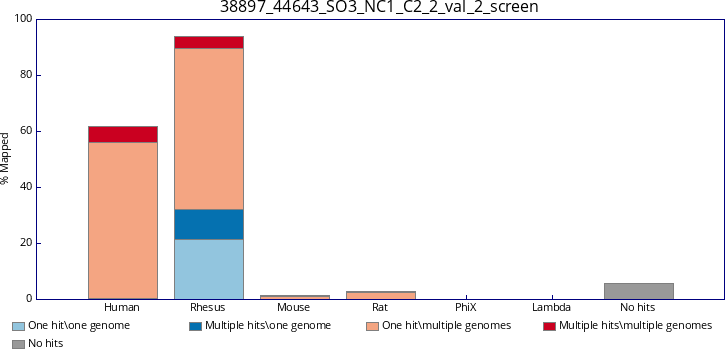 38897_44643_SO3_NC1_C2_2_val_2_screen
100
80
60
40
20
0
% Mapped
Human Rhesus Mouse Rat PhiX Lambda No hits
One hit\one genome Multiple hits\one genome One hit\multiple genomes Multiple hits\multiple genomes
No hits